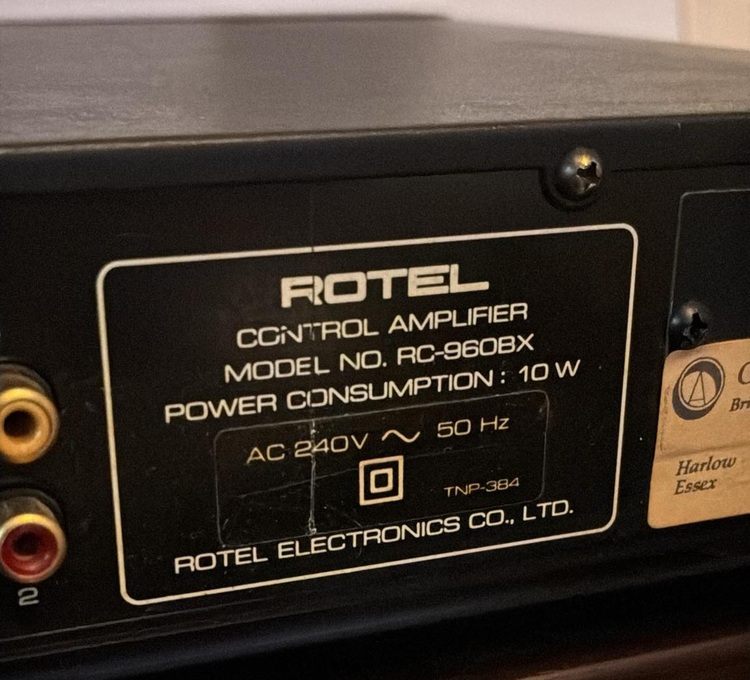 ROTEL
CONTROL AMPLIFIER
MODEL NO. RC-960BX
POWER CONSUMPTION : 10 W
AC 240V ~ 50 Hz
TNP-384
ROTEL ELECTRONICS CO., LTD.
2
Harlow
Essex